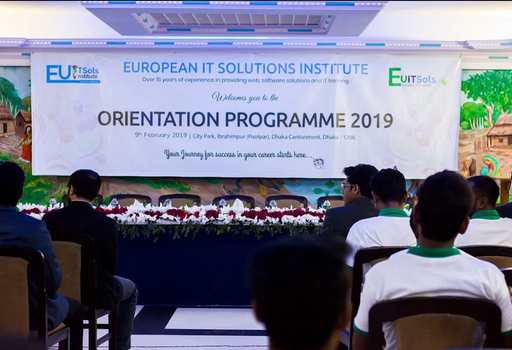 EUROPEAN IT SOLUTIONS INSTITUTE
Over 15 years of experience in providing web, software solutions and IT training
EUITSols
Institute
EUITSols
Welcomes you to the
ORIENTATION PROGRAMME 2019
9th February 2019 | City Park, Ibrahimpur (Poolpar), Dhaka Cantonment, Dhaka - 1206
Your Journey for success in your career starts here...